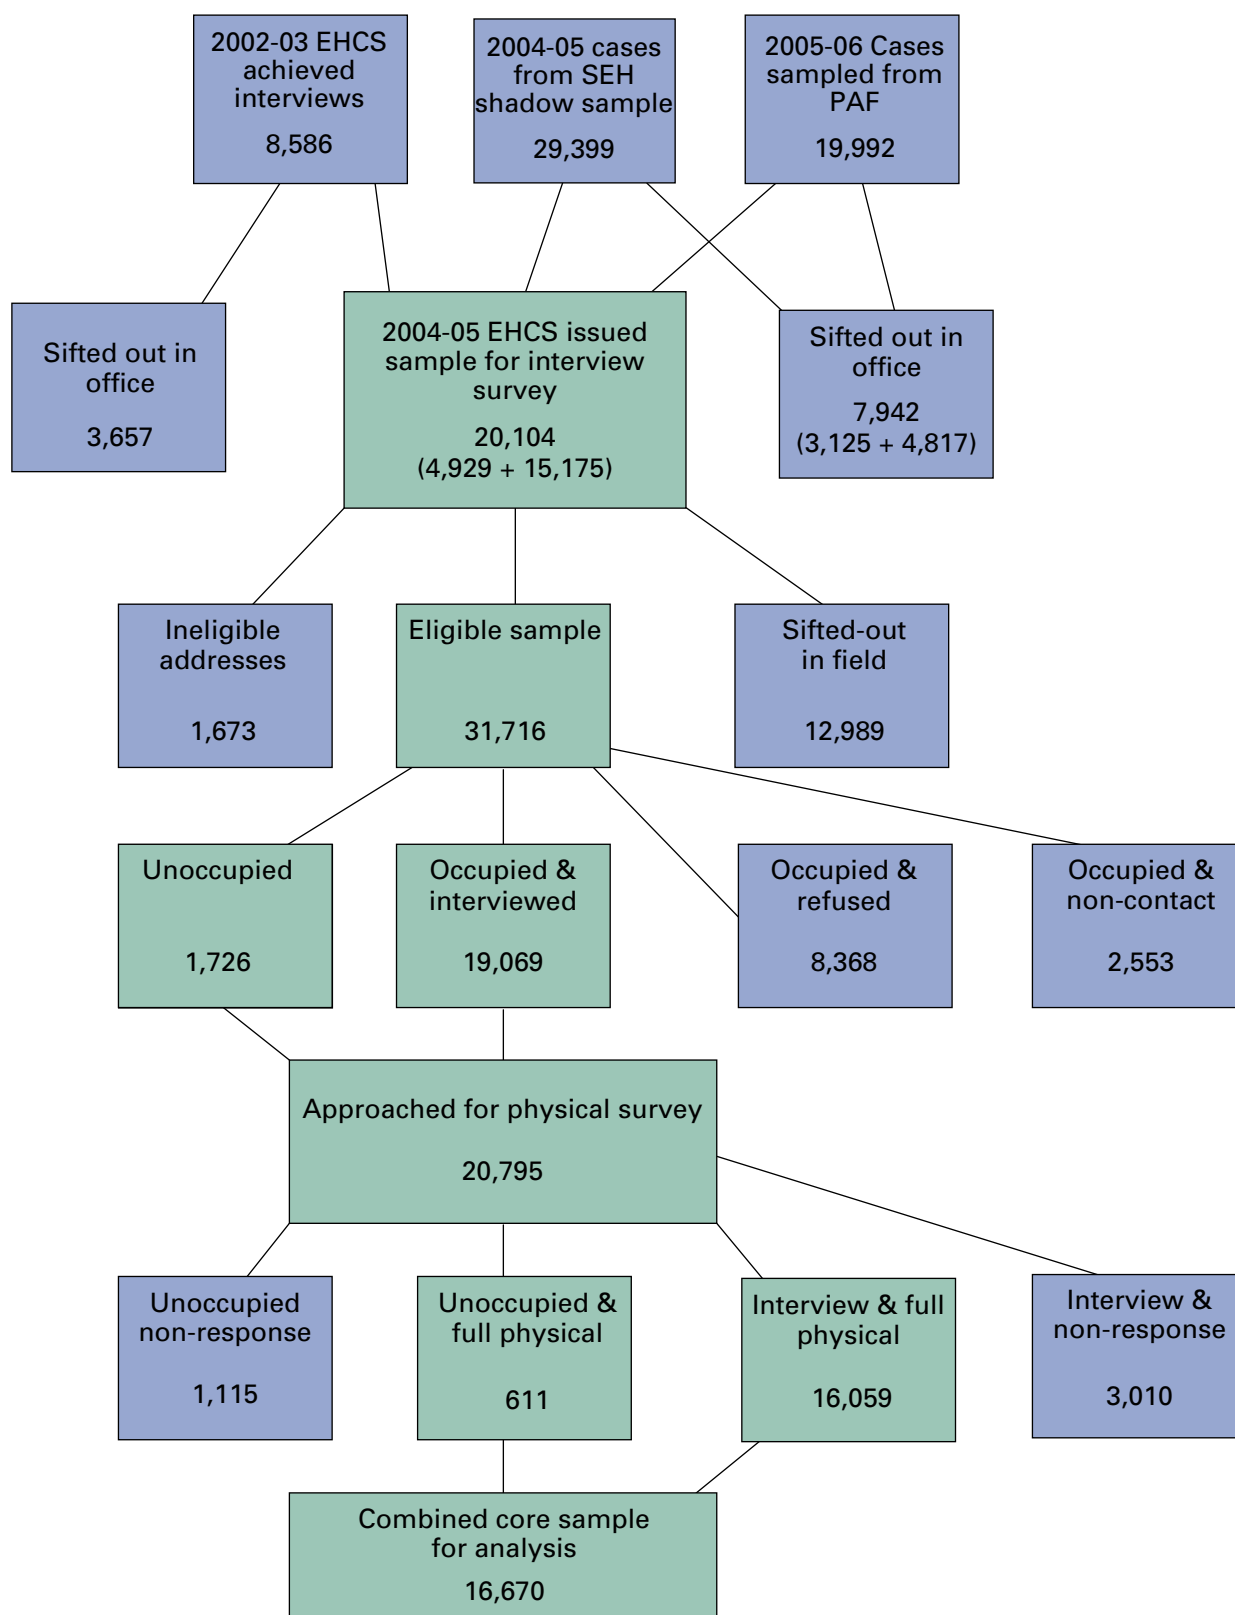 2002-03 EHCS
achieved
interviews
8,586
2004-05 cases
from SEH
shadow sample
29,399
2005-06 Cases
sampled from
PAF
19,992
Sifted out in
office
3,657
2004-05 EHCS issued
sample for interview
survey
20,104
(4,929 + 15,175)
Sifted out in
office
7,942
(3,125 + 4,817)
Ineligible
addresses
1,673
Eligible sample
31,716
Sifted-out
in field
12,989
Unoccupied
1,726
Occupied &
interviewed
19,069
Occupied &
refused
8,368
Occupied &
non-contact
2,553
Approached for physical survey
20,795
Unoccupied
non-response
1,115
Unoccupied &
full physical
611
Interview & full
physical
16,059
Interview &
non-response
3,010
Combined core sample
for analysis
16,670